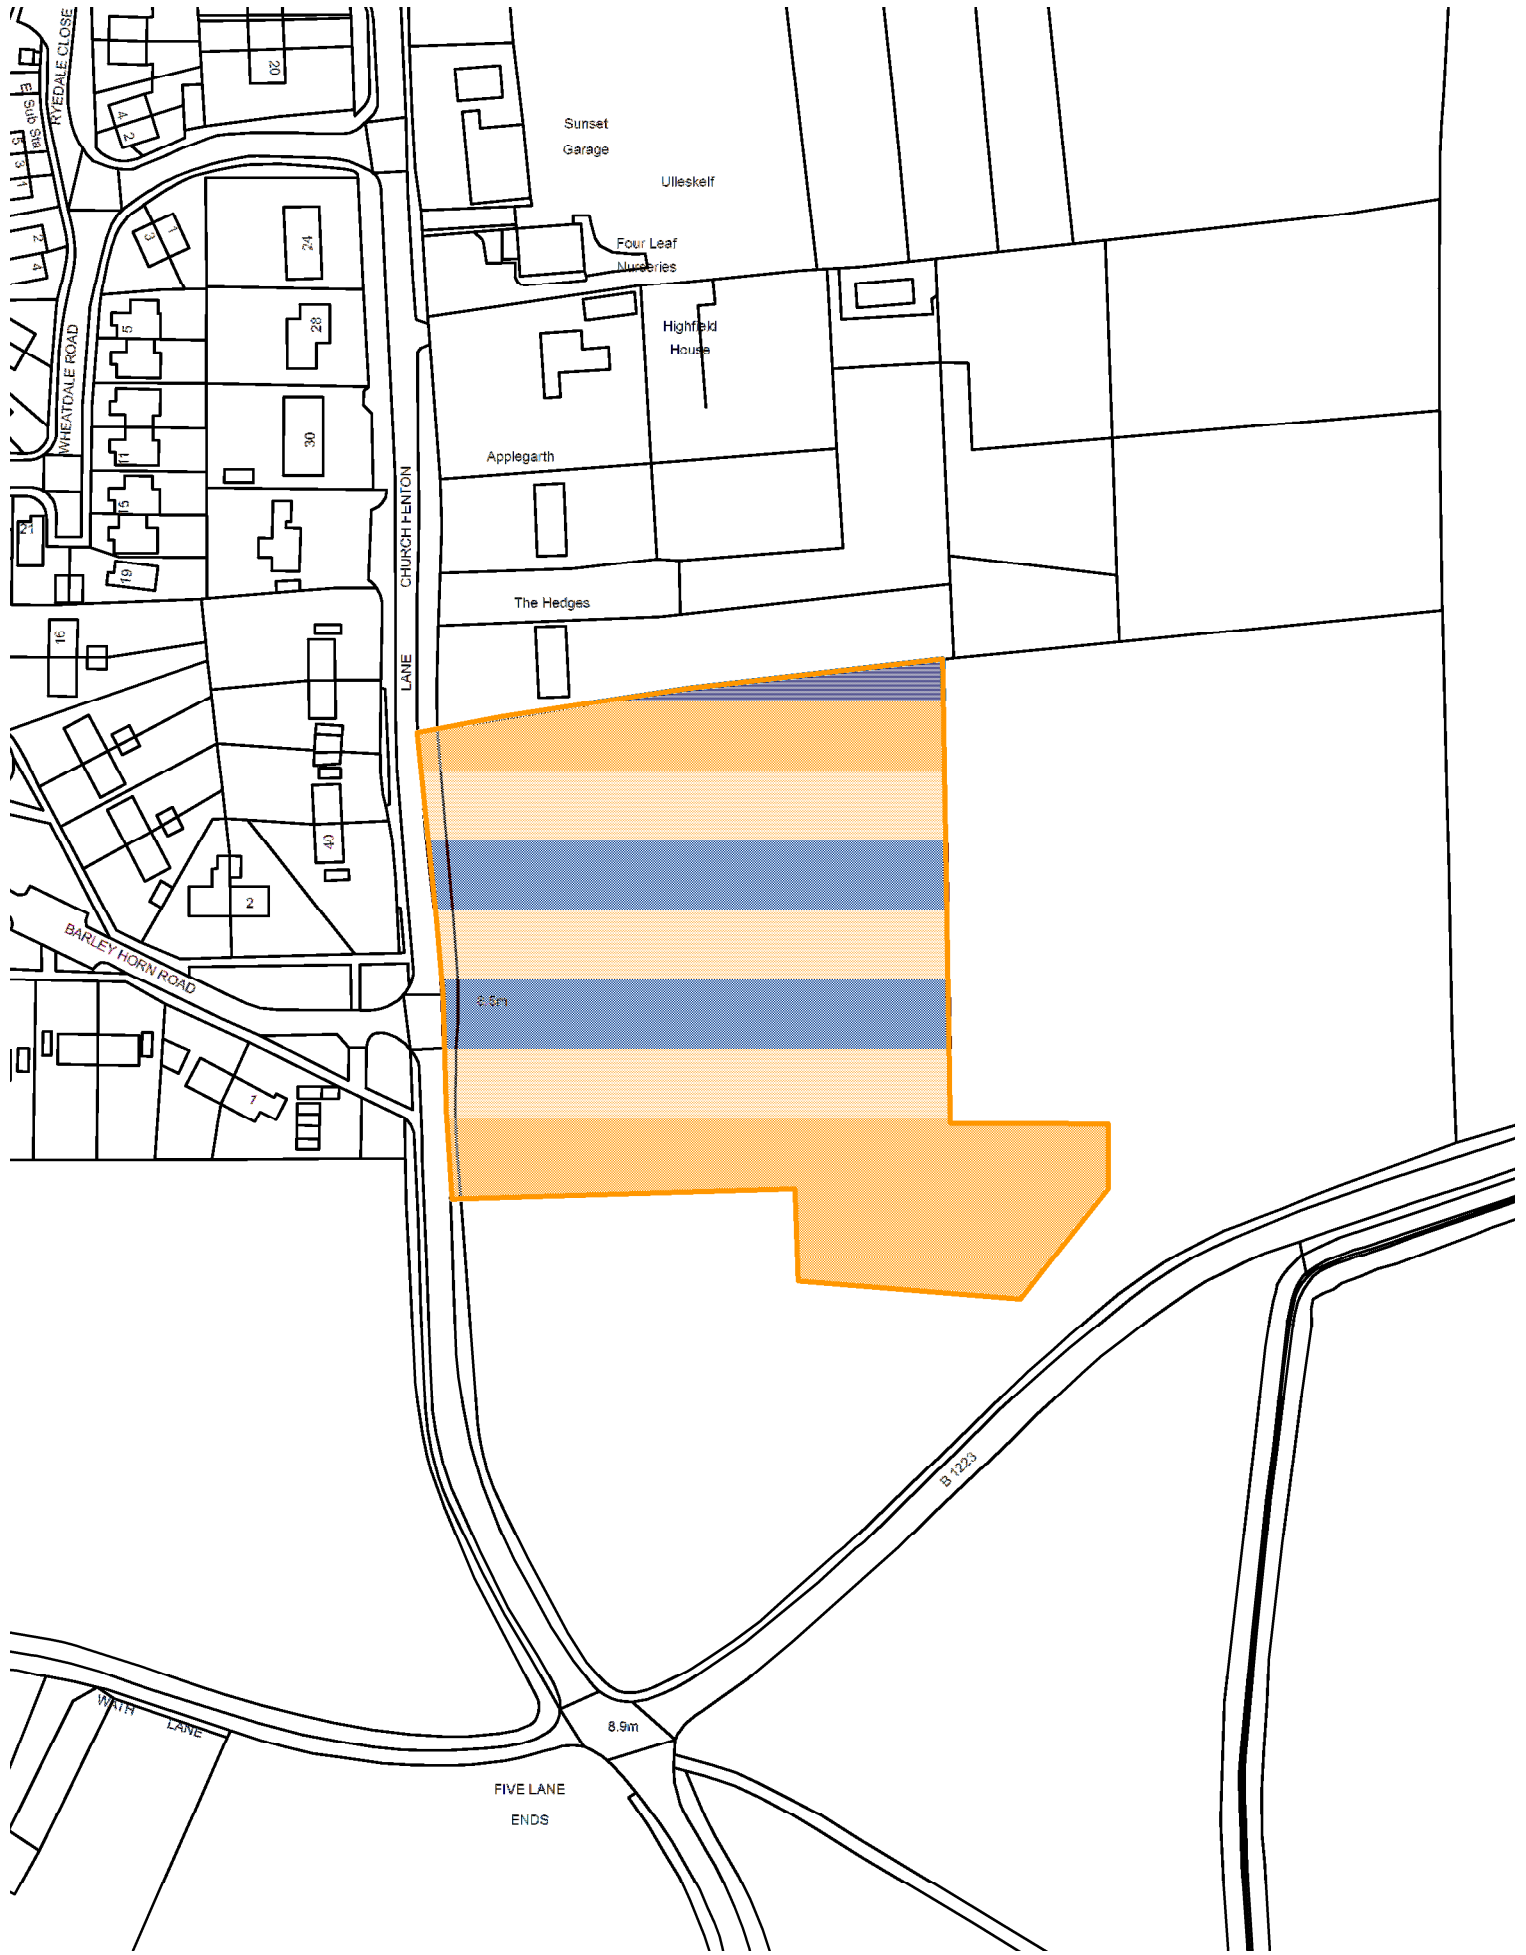 RYEDALE CLOSE
20
El Sub Sta
4
2
5
3
1
Sunset
Garage
Ulleskelf
1
3
24
2
4
Four Leaf
Nurseries
5
28
Highfield
House
WHEATDALE ROAD
11
30
Applegarth
15
21
CHURCH FENTON
LANE
19
The Hedges
16
40
2
BARLEY HORN ROAD
1
B 1223
WATH
LANE
8.9m
FIVE LANE
ENDS